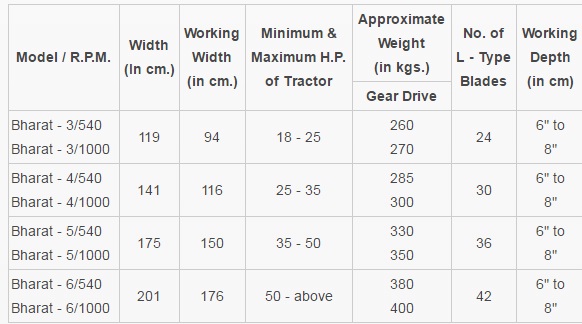 Model / R.P.M.
Width
(In cm.)
Working
Width
(in cm.)
Minimum &
Maximum H.P.
of Tractor
Approximate
Weight
(in kgs.)
Gear Drive
No. of
L - Type
Blades
Working
Depth
(in cm)
Bharat - 3/540
Bharat - 3/1000
119
94
18 - 25
260
270
24
6" to
8"
Bharat - 4/540
Bharat - 4/1000
141
116
25 - 35
285
300
30
6" to
8"
Bharat - 5/540
Bharat - 5/1000
175
150
35 - 50
330
350
36
6" to
8"
Bharat - 6/540
Bharat - 6/1000
201
176
50 - above
380
400
42
6" to
8"